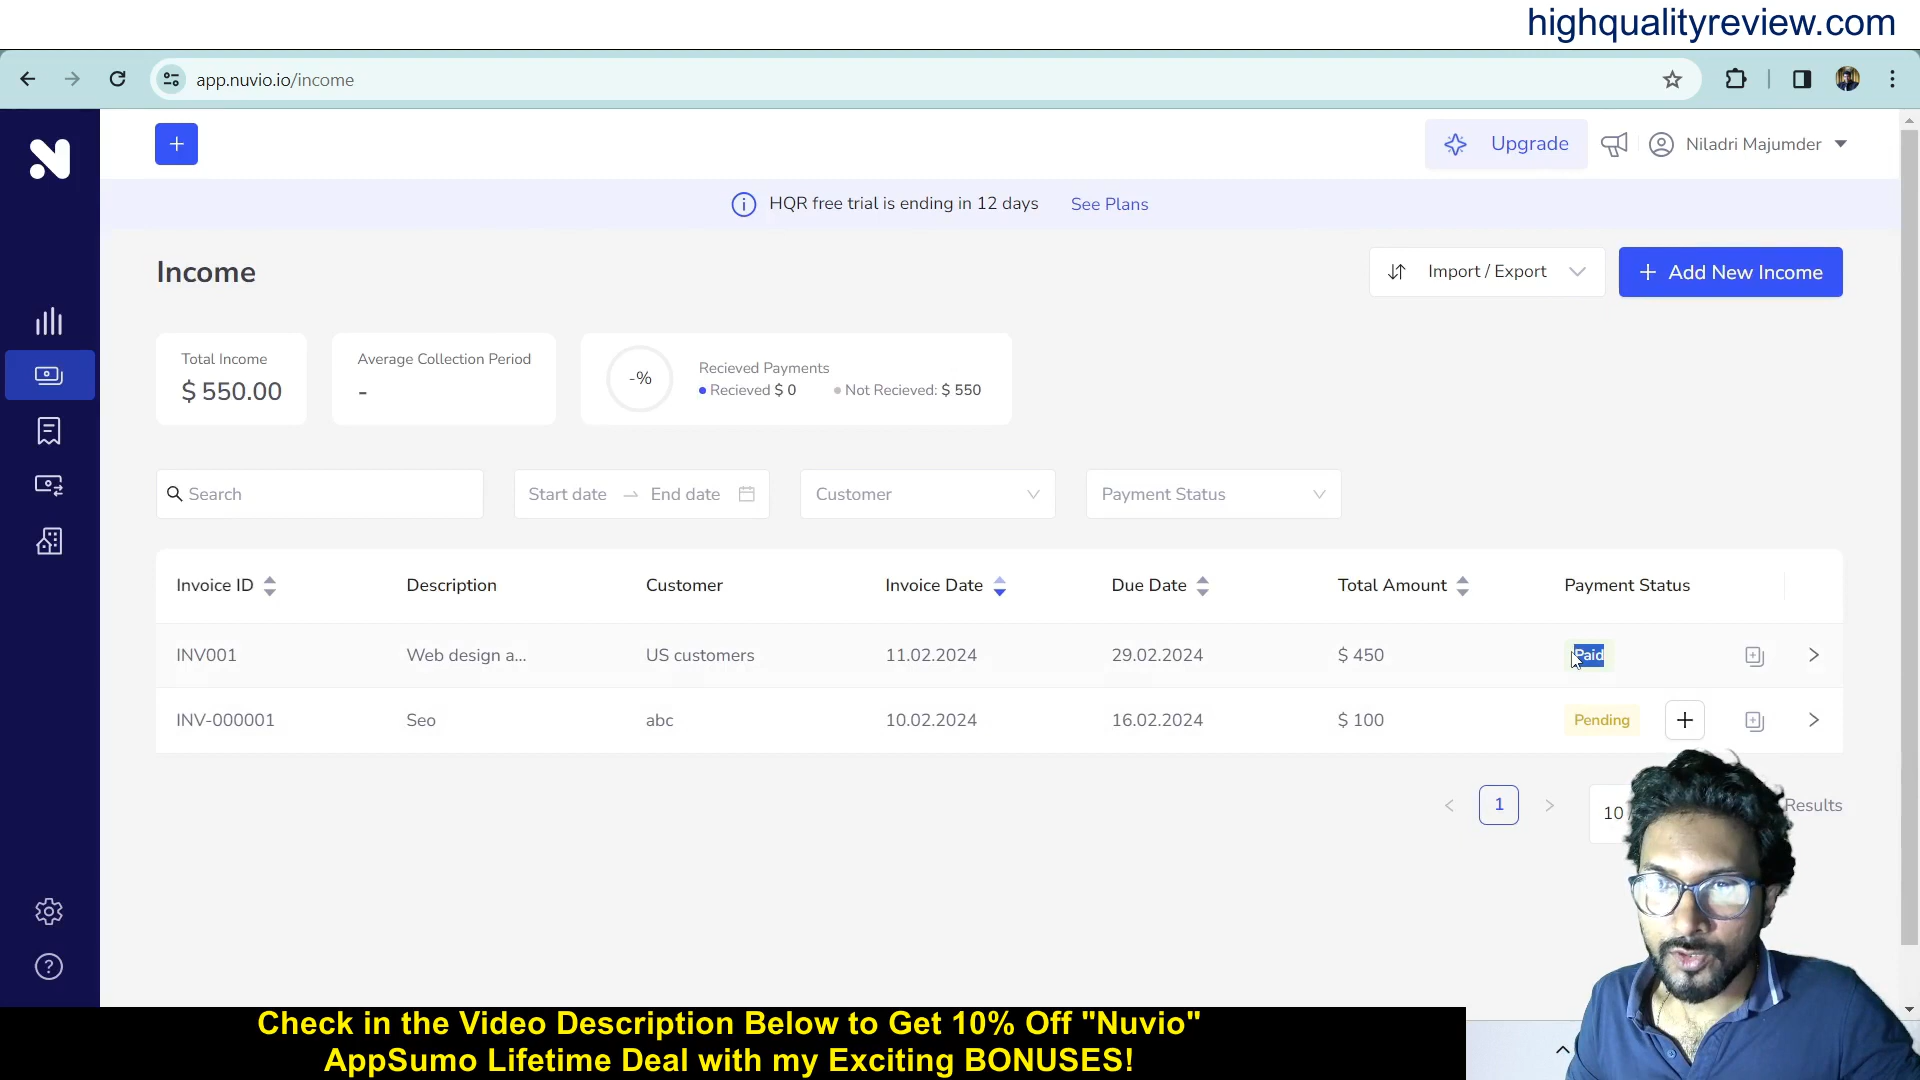 highqualityreview.com
app.nuvio.io/income
Upgrade
Niladri Majumder
HQR free trial is ending in 12 days See Plans
Income
Import / Export
Add New Income
Total Income
$ 550.00
Average Collection Period
-
-%
Recieved Payments
Recieved $ 0 Not Recieved: $ 550
Search
Start date End date
Customer
Payment Status
Invoice ID Description Customer Invoice Date Due Date Total Amount Payment Status
INV001 Web design a... US customers 11.02.2024 29.02.2024 $ 450 Paid
INV-000001 Seo abc 10.02.2024 16.02.2024 $ 100 Pending
1
10
Results
Check in the Video Description Below to Get 10% Off "Nuvio"
AppSumo Lifetime Deal with my Exciting BONUSES!